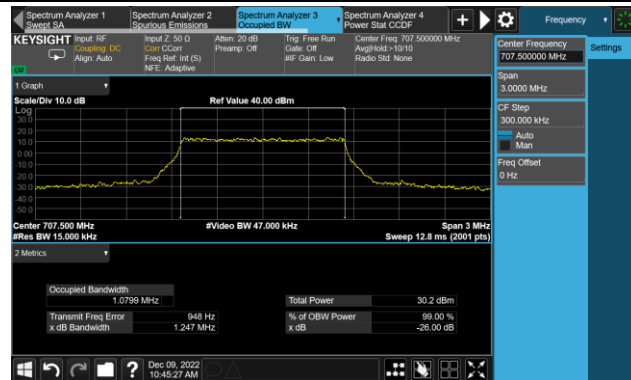 Spectrum Analyzer 1
Swept SA
Spectrum Analyzer 2
Spurious Emissions
Spectrum Analyzer 3
Occupied BW
Spectrum Analyzer 4
Power Stat CCDF
Frequency
KEYSIGHT
Input: RF
Coupling: DC
Align: Auto
Input Z: 50 Ω
Corr CCorr
Freq Ref: Int (S)
NFE: Adaptive
Atten: 20 dB
Preamp: Off
Trig: Free Run
Gate: Off
#IF Gain: Low
Center Freq: 707.500000 MHz
Avg|Hold:>10/10
Radio Std: None
Center Frequency
707.500000 MHz
Settings
Span
3.0000 MHz
CF Step
300.000 kHz
Auto
Man
Freq Offset
0 Hz
1 Graph
Scale/Div 10.0 dB
Ref Value 40.00 dBm
Log
30.0
20.0
10.0
0.00
-10.0
-20.0
-30.0
-40.0
-50.0
Center 707.500 MHz
#Video BW 47.000 kHz
Span 3 MHz
#Res BW 15.000 kHz
Sweep 12.8 ms (2001 pts)
2 Metrics
Occupied Bandwidth
1.0799 MHz
Total Power
30.2 dBm
Transmit Freq Error
948 Hz
% of OBW Power
99.00 %
x dB Bandwidth
1.247 MHz
x dB
-26.00 dB
Dec 09, 2022
10:45:27 AM